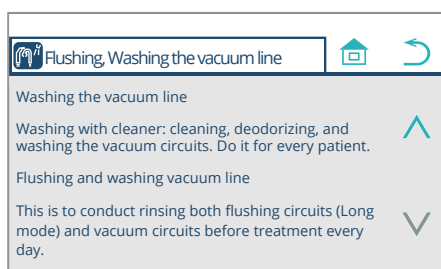 Flushing, Washing the vacuum line
Washing the vacuum line
Washing with cleaner: cleaning, deodorizing, and
washing the vacuum circuits. Do it for every patient.
Flushing and washing vacuum line
This is to conduct rinsing both flushing circuits (Long
mode) and vacuum circuits before treatment every
day.